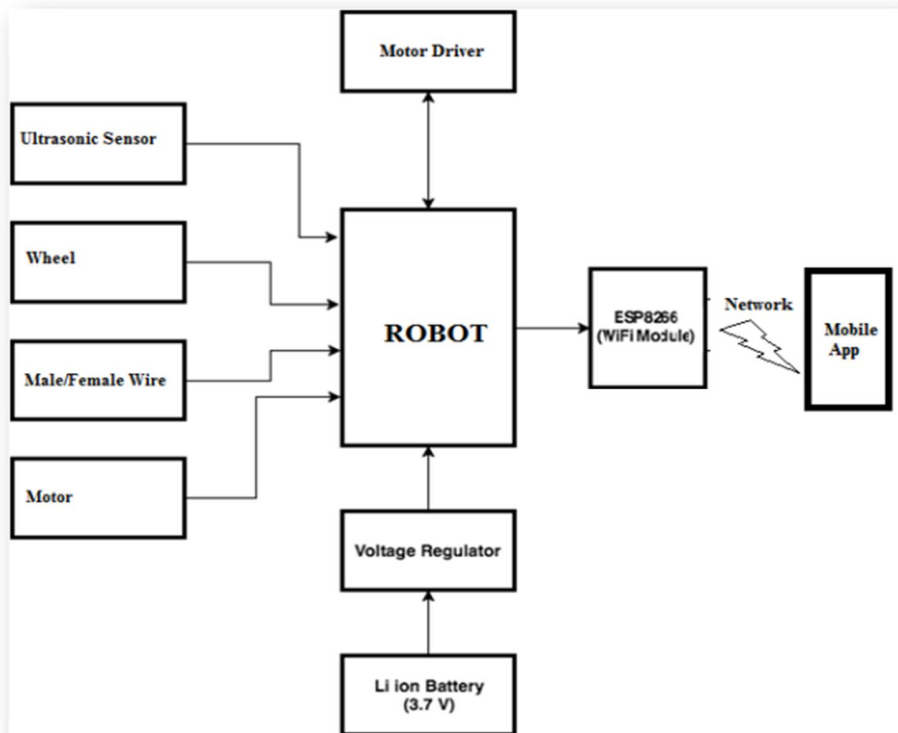 Motor Driver
Ultrasonic Sensor
Wheel
Male/Female Wire
Motor
ROBOT
ESP8266
(WiFi Module)
Network
Mobile
App
Voltage Regulator
Li ion Battery
(3.7 V)